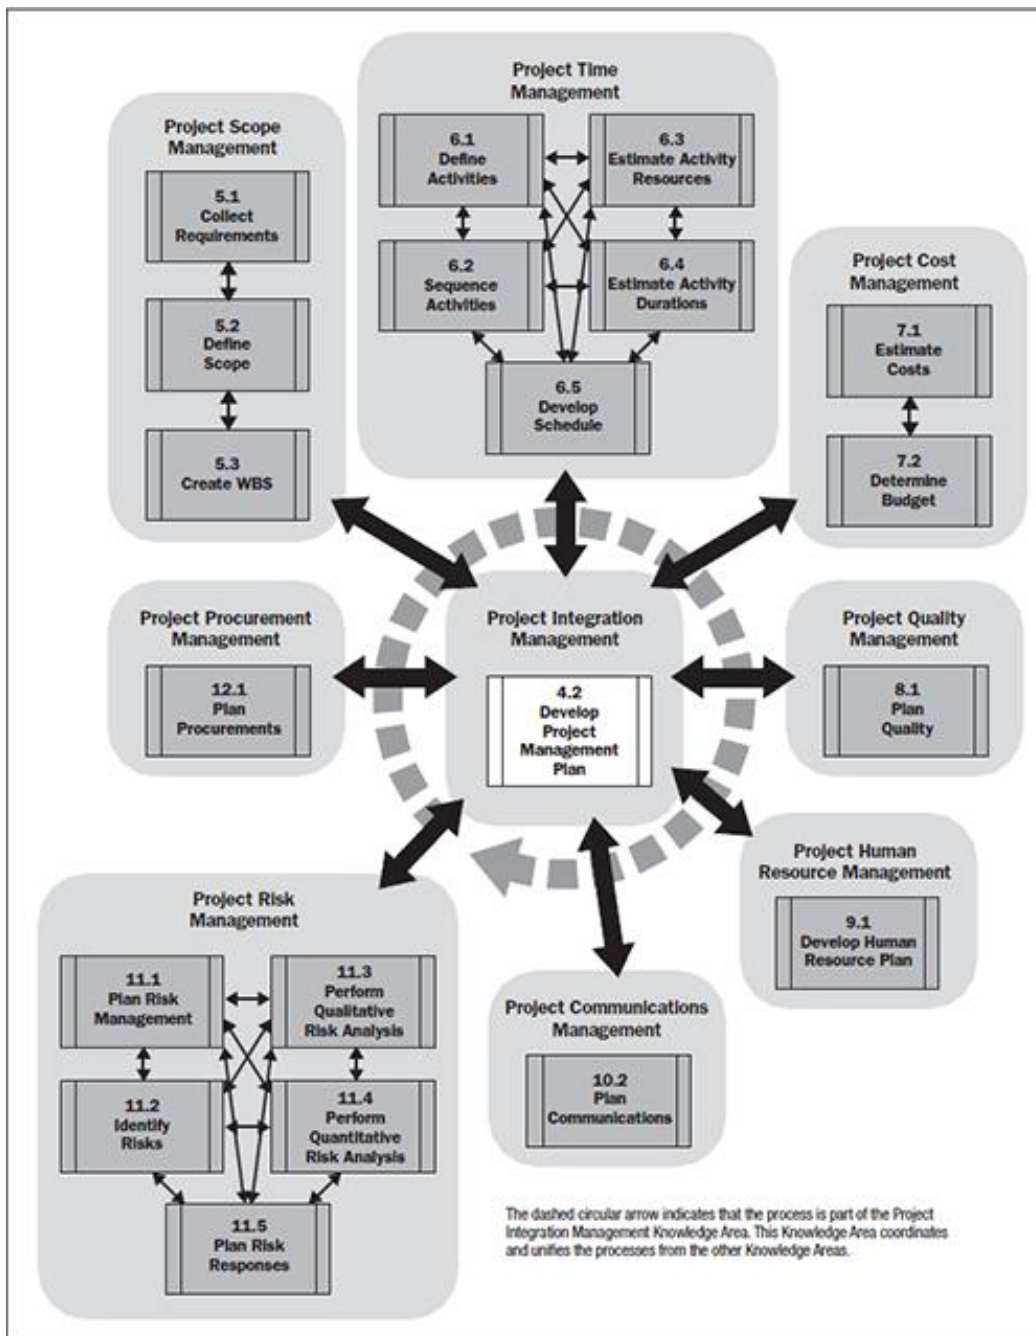 Project Time
Management
6.1
Define
Activities
6.3
Estimate Activity
Resources
6.2
Sequence
Activities
6.4
Estimate Activity
Durations
6.5
Develop
Schedule
Project Scope
Management
5.1
Collect
Requirements
5.2
Define
Scope
5.3
Create WBS
Project Cost
Management
7.1
Estimate
Costs
7.2
Determine
Budget
Project Procurement
Management
12.1
Plan
Procurements
Project Integration
Management
4.2
Develop
Project
Management
Plan
Project Quality
Management
8.1
Plan
Quality
Project Human
Resource Management
9.1
Develop Human
Resource Plan
Project Risk
Management
11.1
Plan Risk
Management
11.3
Perform
Qualitative
Risk Analysis
11.2
Identify
Risks
11.4
Perform
Quantitative
Risk Analysis
11.5
Plan Risk
Responses
Project Communications
Management
10.2
Plan
Communications
The dashed circular arrow indicates that the process is part of the Project
Integration Management Knowledge Area. This Knowledge Area coordinates
and unifies the processes from the other Knowledge Areas.